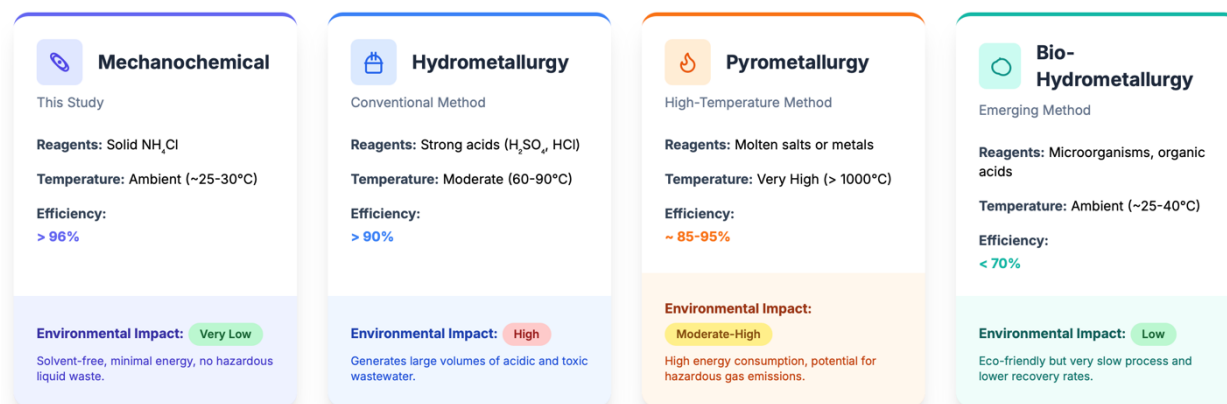 Mechanochemical
This Study
Reagents: Solid NH₄Cl
Temperature: Ambient (~25-30°C)
Efficiency:
> 96%
Environmental Impact: Very Low
Solvent-free, minimal energy, no hazardous
liquid waste.
Hydrometallurgy
Conventional Method
Reagents: Strong acids (H₂SO₄, HCl)
Temperature: Moderate (60-90°C)
Efficiency:
> 90%
Environmental Impact: High
Generates large volumes of acidic and toxic
wastewater.
Pyrometallurgy
High-Temperature Method
Reagents: Molten salts or metals
Temperature: Very High (> 1000°C)
Efficiency:
~ 85-95%
Environmental Impact:
Moderate-High
High energy consumption, potential for
hazardous gas emissions.
Bio-
Hydrometallurgy
Emerging Method
Reagents: Microorganisms, organic
acids
Temperature: Ambient (~25-40°C)
Efficiency:
< 70%
Environmental Impact: Low
Eco-friendly but very slow process and
lower recovery rates.